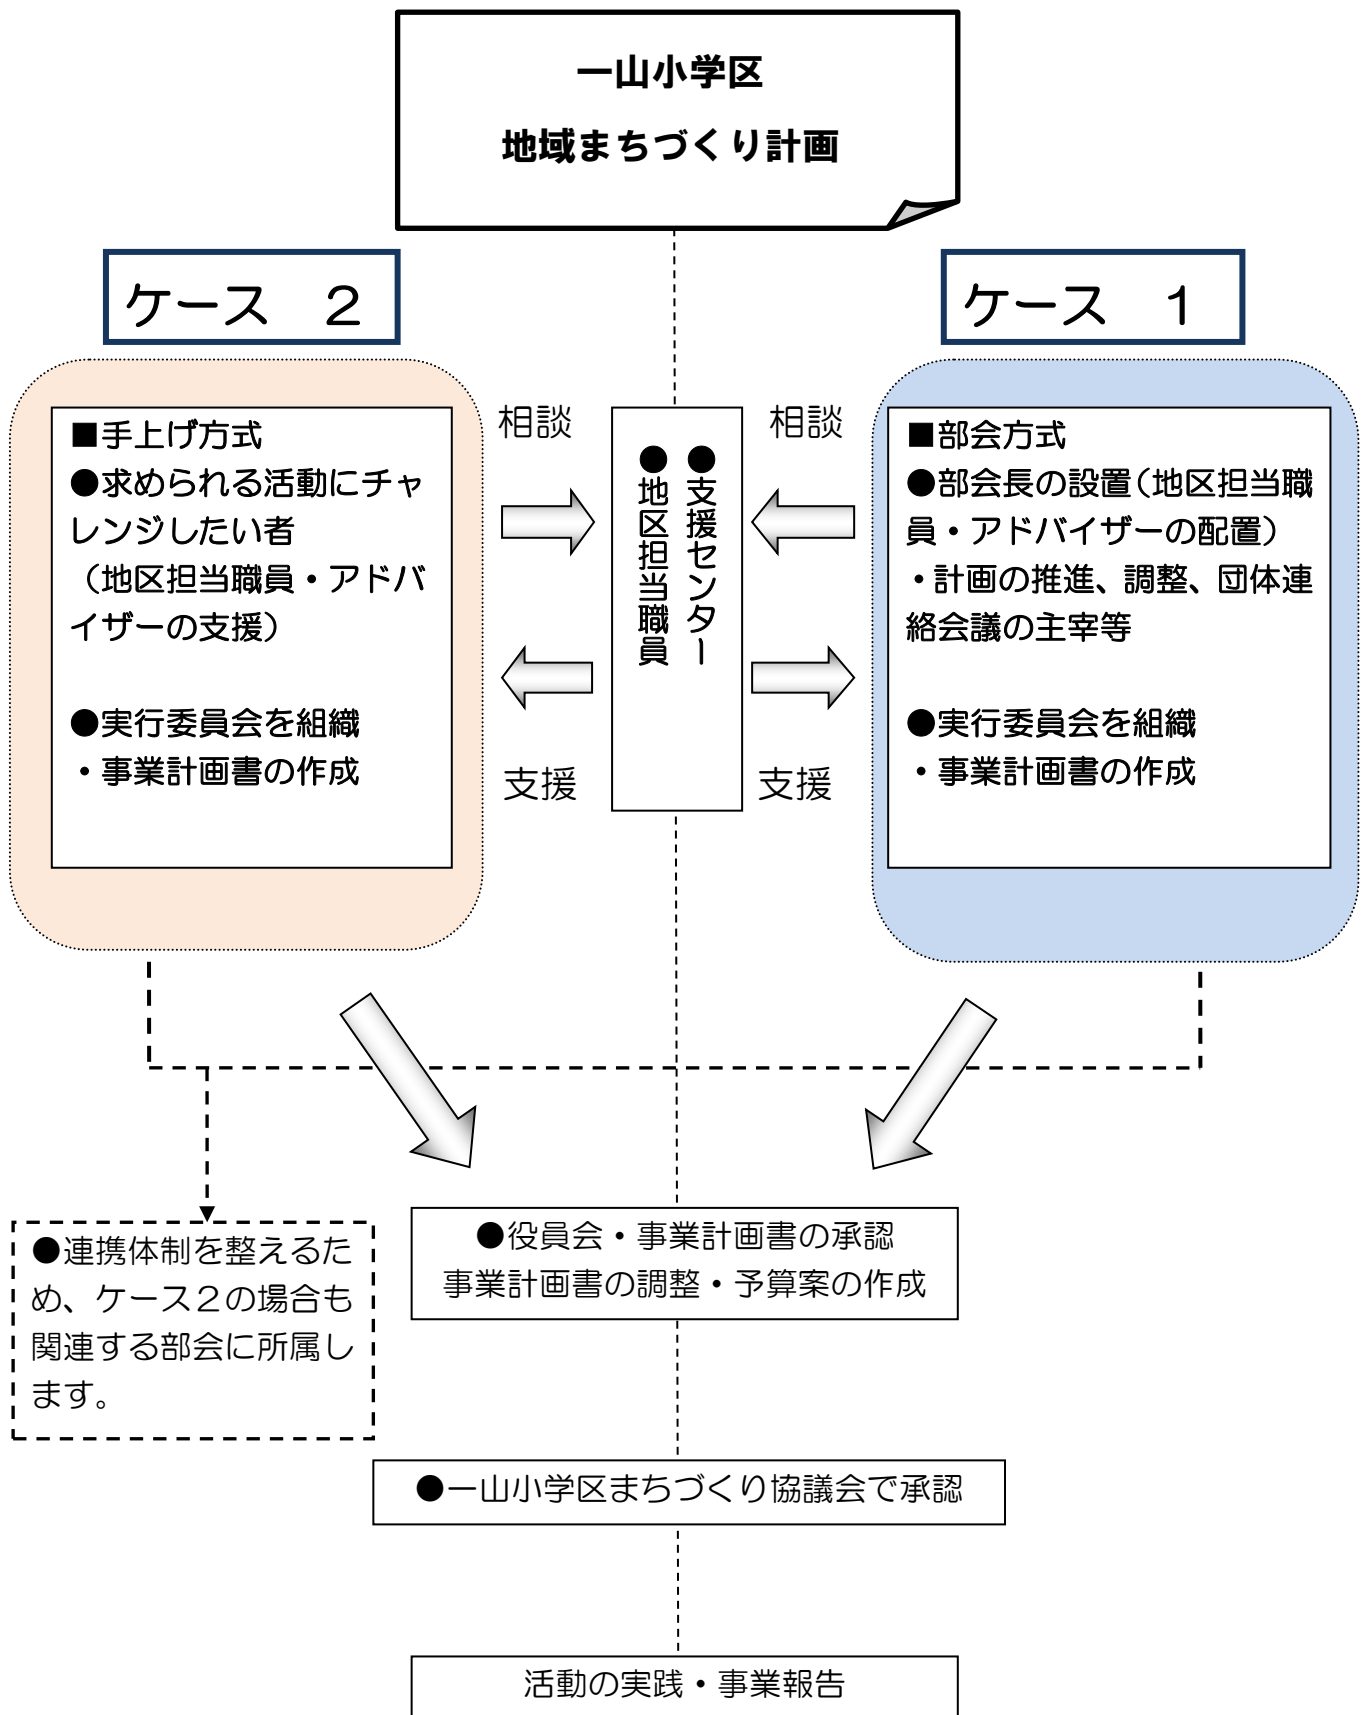 一山小学区
地域まちづくり計画
ケース　２
ケース　１
■手上げ方式
●求められる活動にチャ
レンジしたい者
（地区担当職員・アドバ
イザーの支援）
●実行委員会を組織
・事業計画書の作成
相談
支援
●支援センター
●地区担当職員
相談
支援
■部会方式
●部会長の設置（地区担当職
員・アドバイザーの配置）
・計画の推進、調整、団体連
絡会議の主宰等
●実行委員会を組織
・事業計画書の作成
●連携体制を整えるた
め、ケース２の場合も
関連する部会に所属し
ます。
●役員会・事業計画書の承認
事業計画書の調整・予算案の作成
●一山小学区まちづくり協議会で承認
活動の実践・事業報告